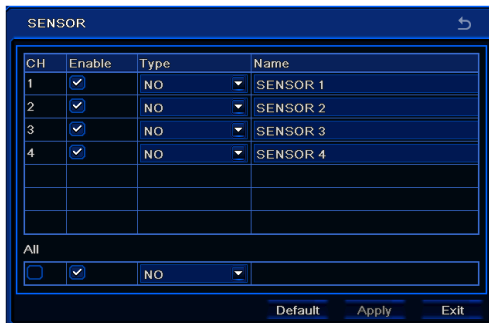 SENSOR
CH Enable Type Name
1 NO SENSOR 1
2 NO SENSOR 2
3 NO SENSOR 3
4 NO SENSOR 4
All
NO
Default Apply Exit